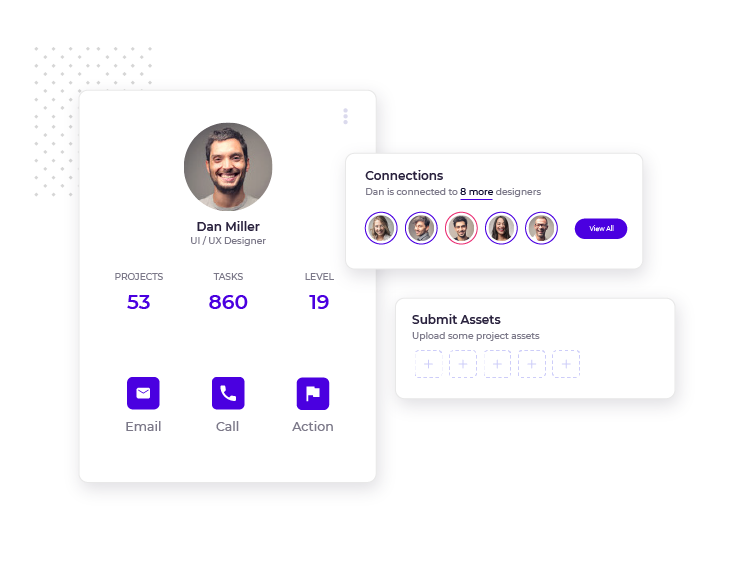 Dan Miller
UI / UX Designer
PROJECTS TASKS LEVEL
53 860 19
Email Call Action
Connections
Dan is connected to 8 more designers
View All
Submit Assets
Upload some project assets